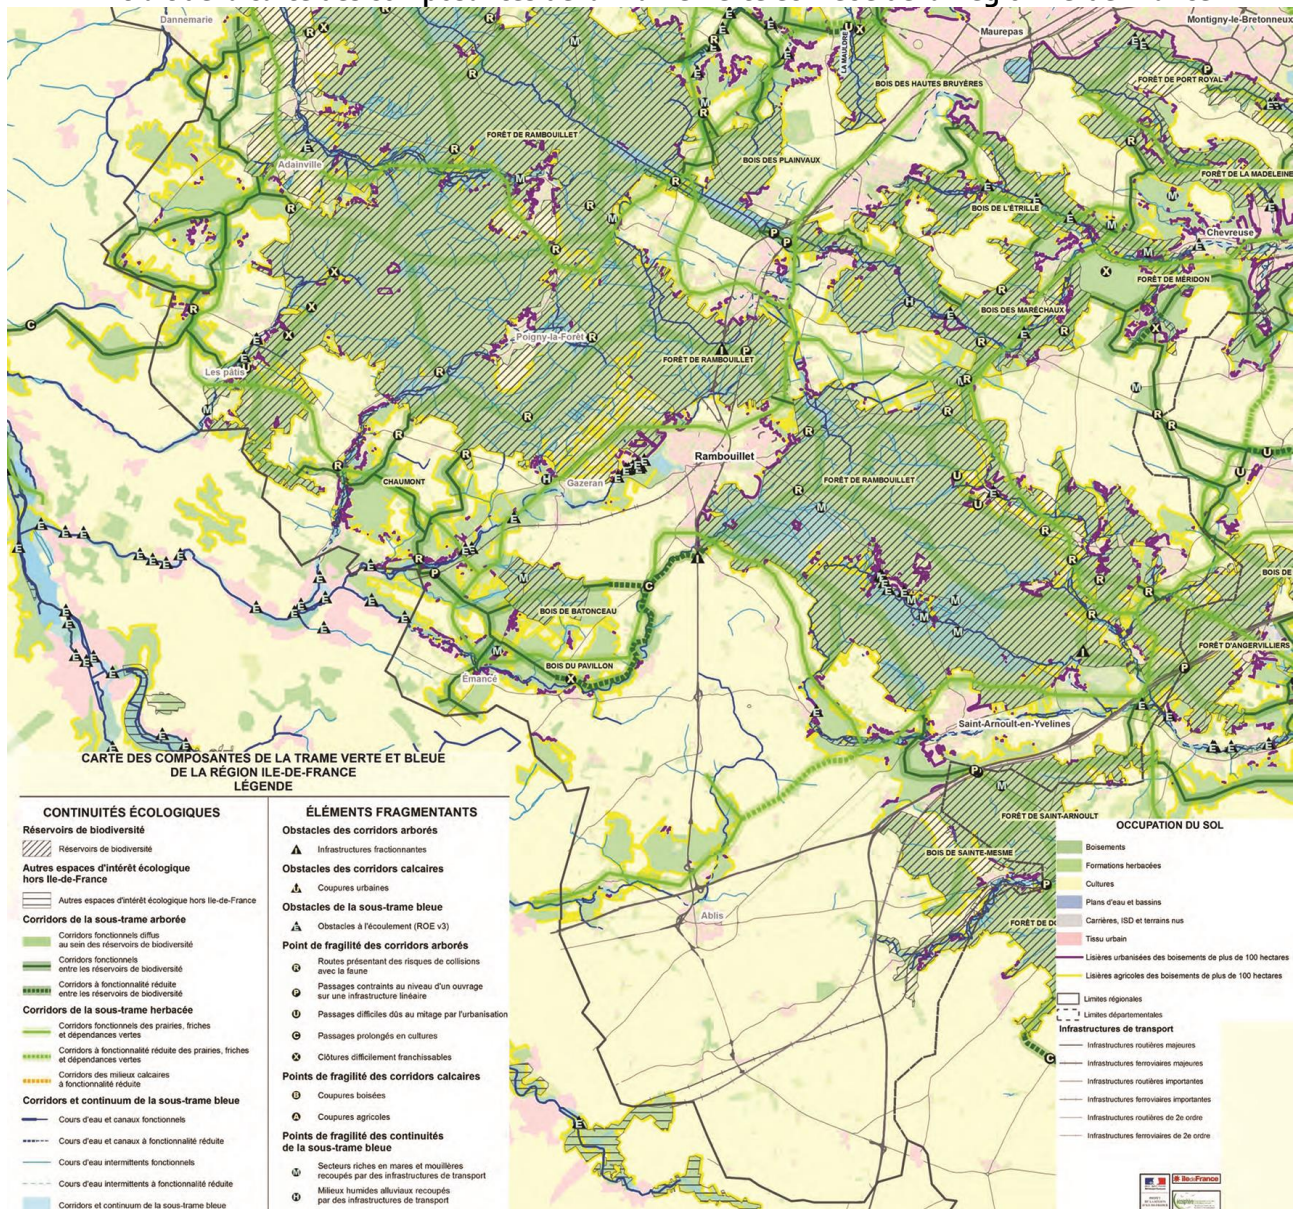 Dannemarie
Montigny-le-Bretonneux
Maurepas
LA MAULDRE
BOIS DES HAUTES BRUYÈRES
FORÊT DE PORT ROYAL
FORÊT DE RAMBOUILLET
Adainville
BOIS DES PLAINVAUX
FORÊT DE LA MADELEINE
BOIS DE L'ÉTRILLE
Chevreuse
FORÊT DE MÉRIDON
BOIS DES MARÉCHAUX
Poigny-la-Forêt
FORÊT DE RAMBOUILLET
Les pâtis
Rambouillet
CHAUMONT
Gazeran
FORÊT DE RAMBOUILLET
BOIS DE
BOIS DE BATONCEAU
FORÊT D'ANGERVILLIERS
BOIS DU PAVILLON
Émancé
Saint-Arnoult-en-Yvelines
FORÊT DE SAINT-ARNOULT
BOIS DE SAINTE-MESME
Ablis
FORÊT DE DO
CARTE DES COMPOSANTES DE LA TRAME VERTE ET BLEUE
DE LA RÉGION ILE-DE-FRANCE
LÉGENDE
CONTINUITÉS ÉCOLOGIQUES
Réservoirs de biodiversité
Réservoirs de biodiversité
Autres espaces d'intérêt écologique
hors Ile-de-France
Autres espaces d'intérêt écologique hors Ile-de-France
Corridors de la sous-trame arborée
Corridors fonctionnels diffus
au sein des réservoirs de biodiversité
Corridors fonctionnels
entre les réservoirs de biodiversité
Corridors à fonctionnalité réduite
entre les réservoirs de biodiversité
Corridors de la sous-trame herbacée
Corridors fonctionnels des prairies, friches
et dépendances vertes
Corridors à fonctionnalité réduite des prairies, friches
et dépendances vertes
Corridors des milieux calcaires
à fonctionnalité réduite
Corridors et continuum de la sous-trame bleue
Cours d'eau et canaux fonctionnels
Cours d'eau et canaux à fonctionnalité réduite
Cours d'eau intermittents fonctionnels
Cours d'eau intermittents à fonctionnalité réduite
Corridors et continuum de la sous-trame bleue
ÉLÉMENTS FRAGMENTANTS
Obstacles des corridors arborés
Infrastructures fractionnantes
Obstacles des corridors calcaires
Coupures urbaines
Obstacles de la sous-trame bleue
Obstacles à l'écoulement (ROE v3)
Point de fragilité des corridors arborés
R Routes présentant des risques de collisions
avec la faune
P Passages contraints au niveau d'un ouvrage
sur une infrastructure linéaire
U Passages difficiles dûs au mitage par l'urbanisation
C Passages prolongés en cultures
X Clôtures difficilement franchissables
Points de fragilité des corridors calcaires
B Coupures boisées
A Coupures agricoles
Points de fragilité des continuités
de la sous-trame bleue
M Secteurs riches en mares et mouillères
recoupés par des infrastructures de transport
H Milieux humides alluviaux recoupés
par des infrastructures de transport
OCCUPATION DU SOL
Boisements
Formations herbacées
Cultures
Plans d'eau et bassins
Carrières, ISD et terrains nus
Tissu urbain
Lisières urbanisées des boisements de plus de 100 hectares
Lisières agricoles des boisements de plus de 100 hectares
Limites régionales
Limites départementales
Infrastructures de transport
Infrastructures routières majeures
Infrastructures ferroviaires majeures
Infrastructures routières importantes
Infrastructures ferroviaires importantes
Infrastructures routières de 2e ordre
Infrastructures ferroviaires de 2e ordre
îledeFrance